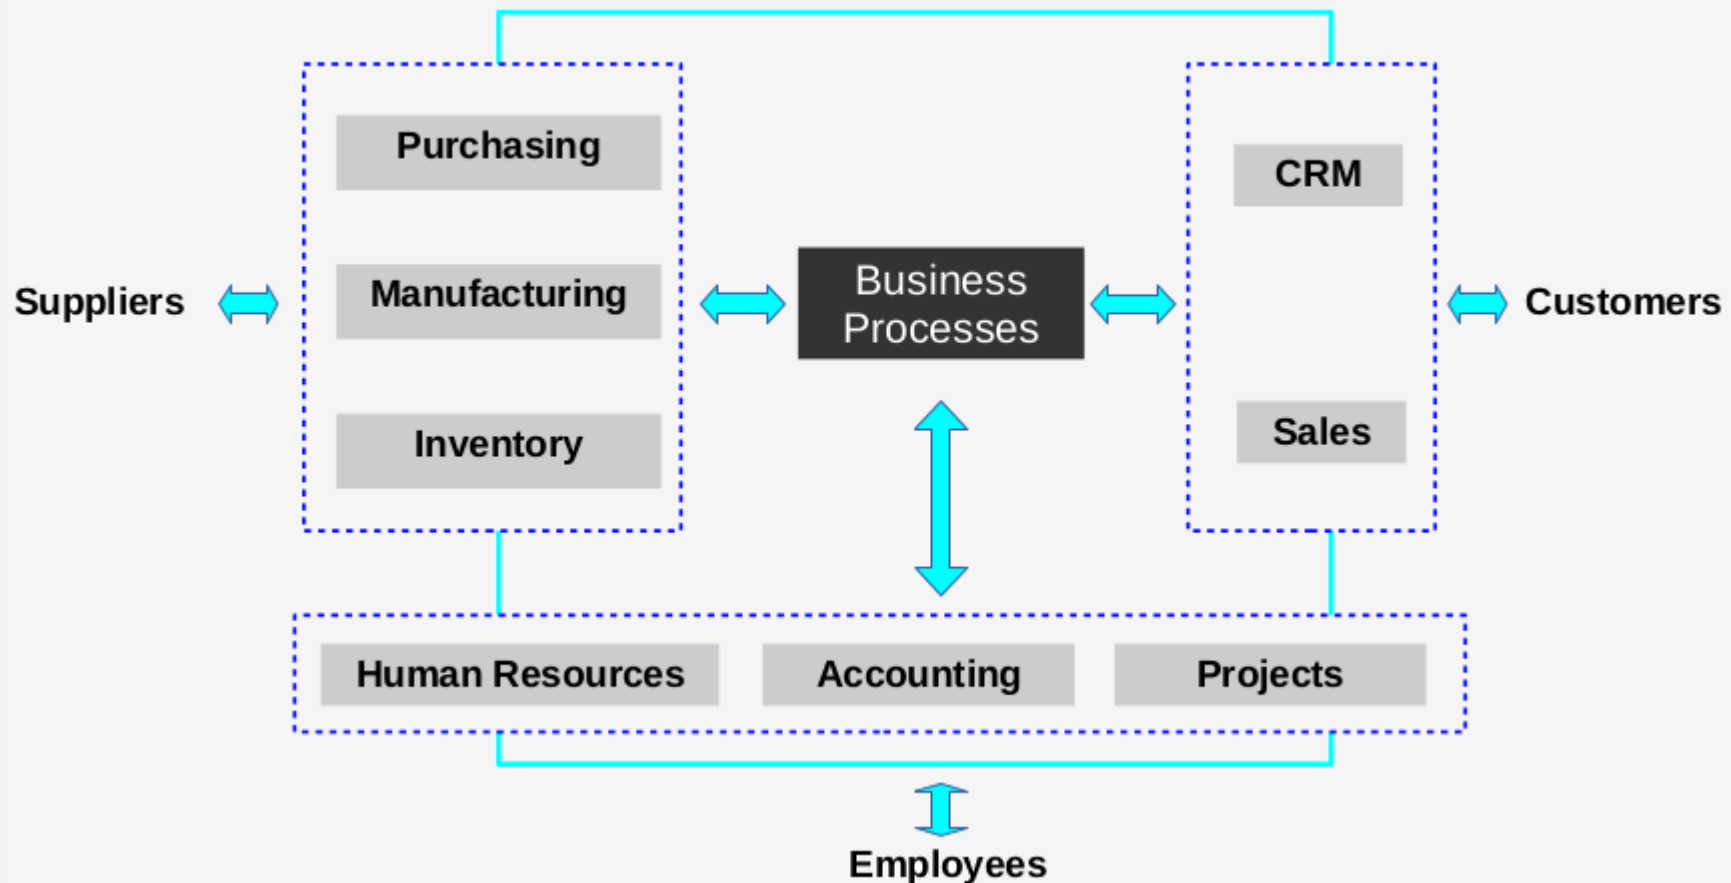 Purchasing
CRM
Business
Processes
Suppliers
Manufacturing
Customers
Inventory
Sales
Human Resources
Accounting
Projects
Employees